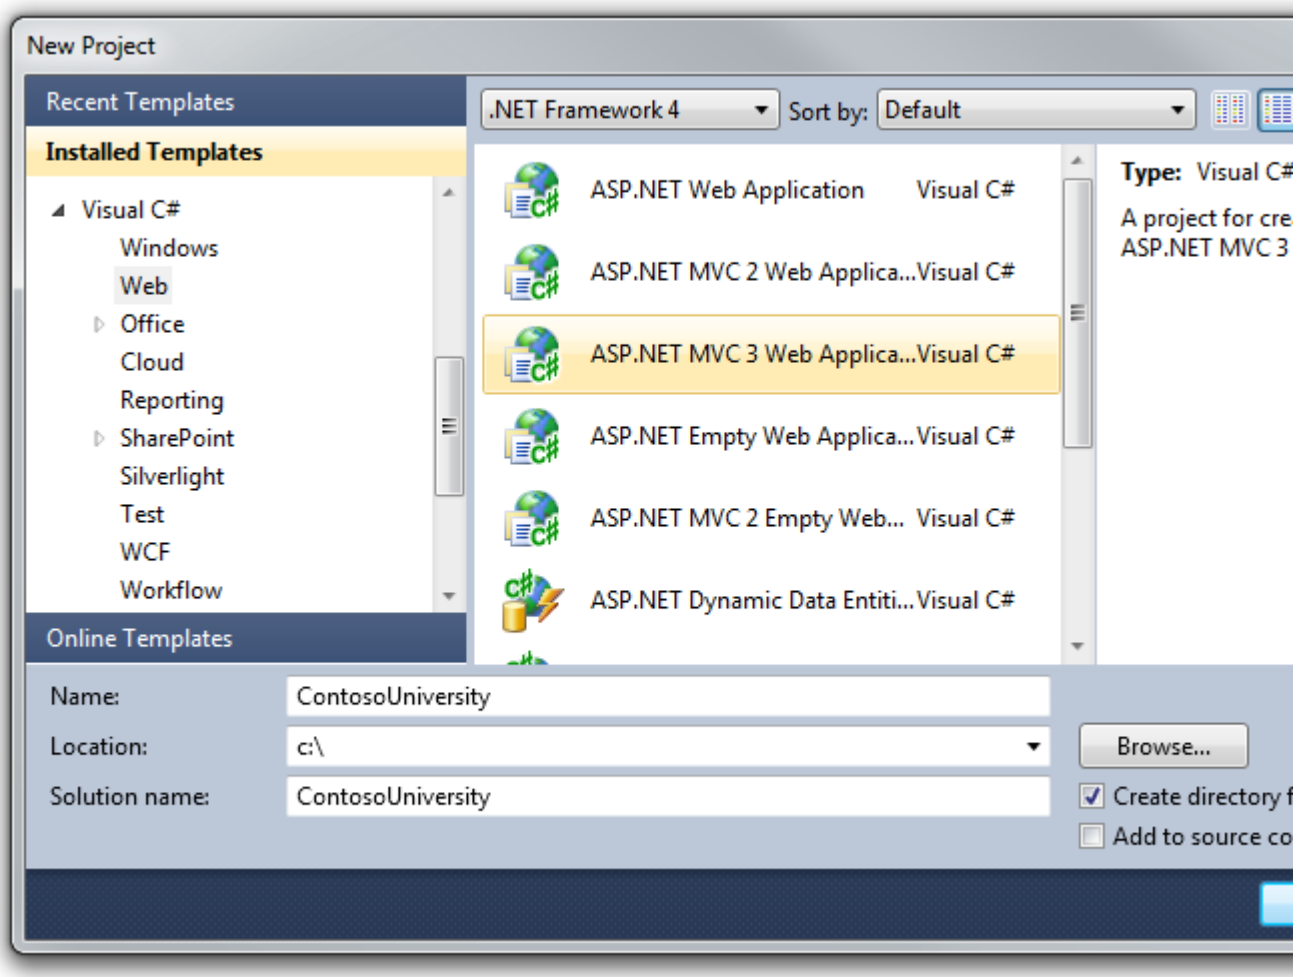 New Project
Recent Templates
Installed Templates
Visual C#
Windows
Web
Office
Cloud
Reporting
SharePoint
Silverlight
Test
WCF
Workflow
Online Templates
.NET Framework 4 Sort by: Default
ASP.NET Web Application Visual C#
ASP.NET MVC 2 Web Applica... Visual C#
ASP.NET MVC 3 Web Applica... Visual C#
ASP.NET Empty Web Applica... Visual C#
ASP.NET MVC 2 Empty Web... Visual C#
ASP.NET Dynamic Data Entiti... Visual C#
Type: Visual C#
A project for cre
ASP.NET MVC 3
Name: ContosoUniversity
Location: c:\ Browse...
Solution name: ContosoUniversity
Create directory f
Add to source co